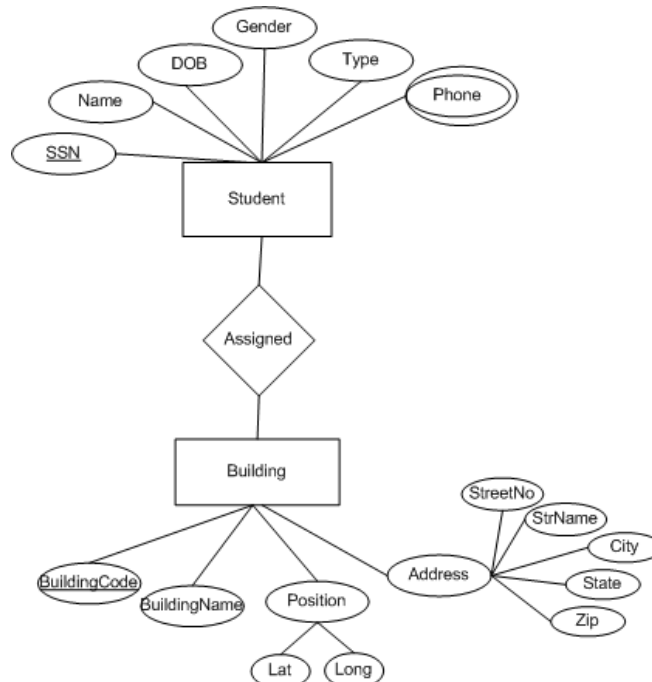 Gender
DOB
Type
Name
Phone
SSN
Student
Assigned
Building
StreetNo
StrName
City
Address
State
BuildingCode
BuildingName
Position
Zip
Lat
Long